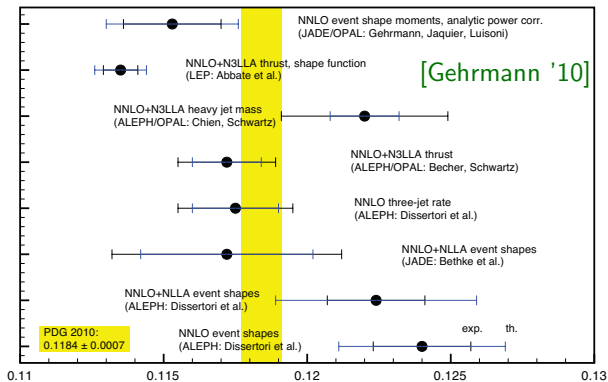 NNLO event shape moments, analytic power corr.
(JADE/OPAL: Gehrmann, Jaquier, Luisoni)
NNLO+N3LLA thrust, shape function
(LEP: Abbate et al.)
[Gehrmann '10]
NNLO+N3LLA heavy jet mass
(ALEPH/OPAL: Chien, Schwartz)
NNLO+N3LLA thrust
(ALEPH/OPAL: Becher, Schwartz)
NNLO three-jet rate
(ALEPH: Dissertori et al.)
NNLO+NLLA event shapes
(JADE: Bethke et al.)
NNLO+NLLA event shapes
(ALEPH: Dissertori et al.)
PDG 2010:
0.1184 ± 0.0007
NNLO event shapes
(ALEPH: Dissertori et al.)
exp. th.
0.11 0.115 0.12 0.125 0.13